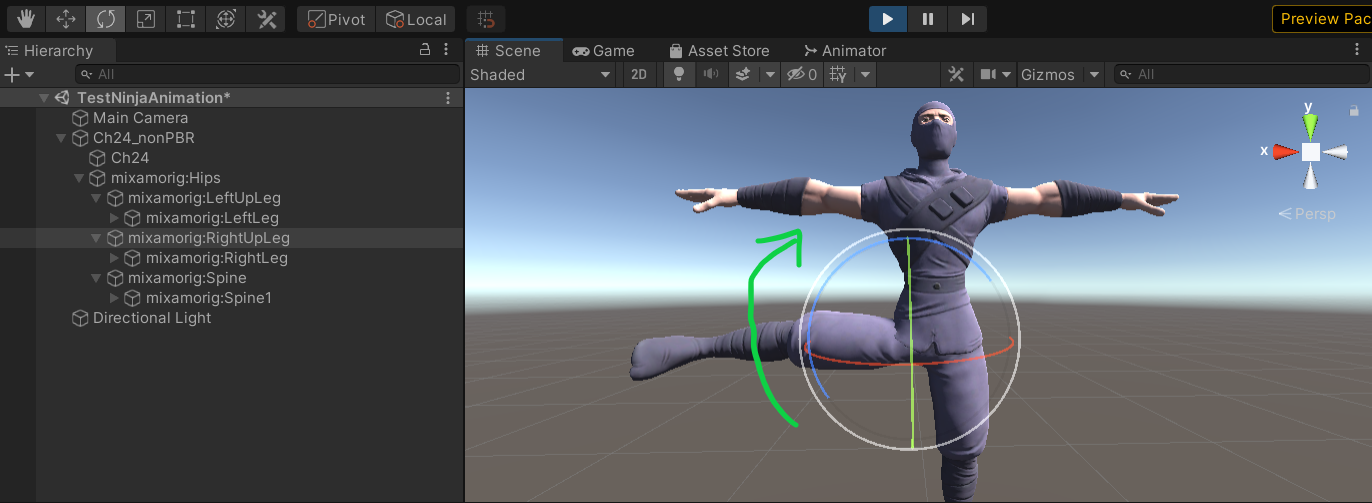 Pivot Local Preview Pac
Hierarchy
All
TestNinjaAnimation*
Main Camera
Ch24_nonPBR
Ch24
mixamorig:Hips
mixamorig:LeftUpLeg
mixamorig:LeftLeg
mixamorig:RightUpLeg
mixamorig:RightLeg
mixamorig:Spine
mixamorig:Spine1
Directional Light
Scene Game Asset Store Animator
Shaded 2D 0 Gizmos All
y
x
Persp